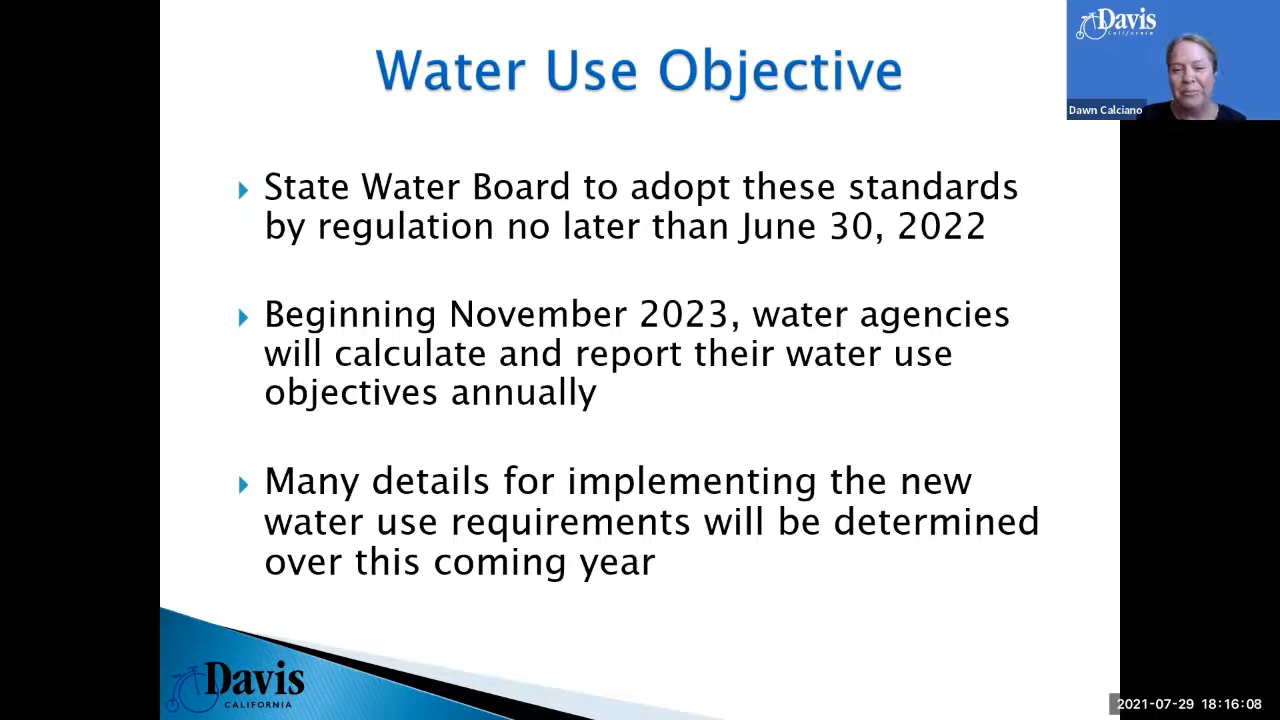 Water Use Objective
State Water Board to adopt these standards
by regulation no later than June 30, 2022
Beginning November 2023, water agencies
will calculate and report their water use
objectives annually
Many details for implementing the new
water use requirements will be determined
over this coming year
Davis
CALIFORNIA
Davis
California
Dawn Calciano
2021-07-29 18:16:08